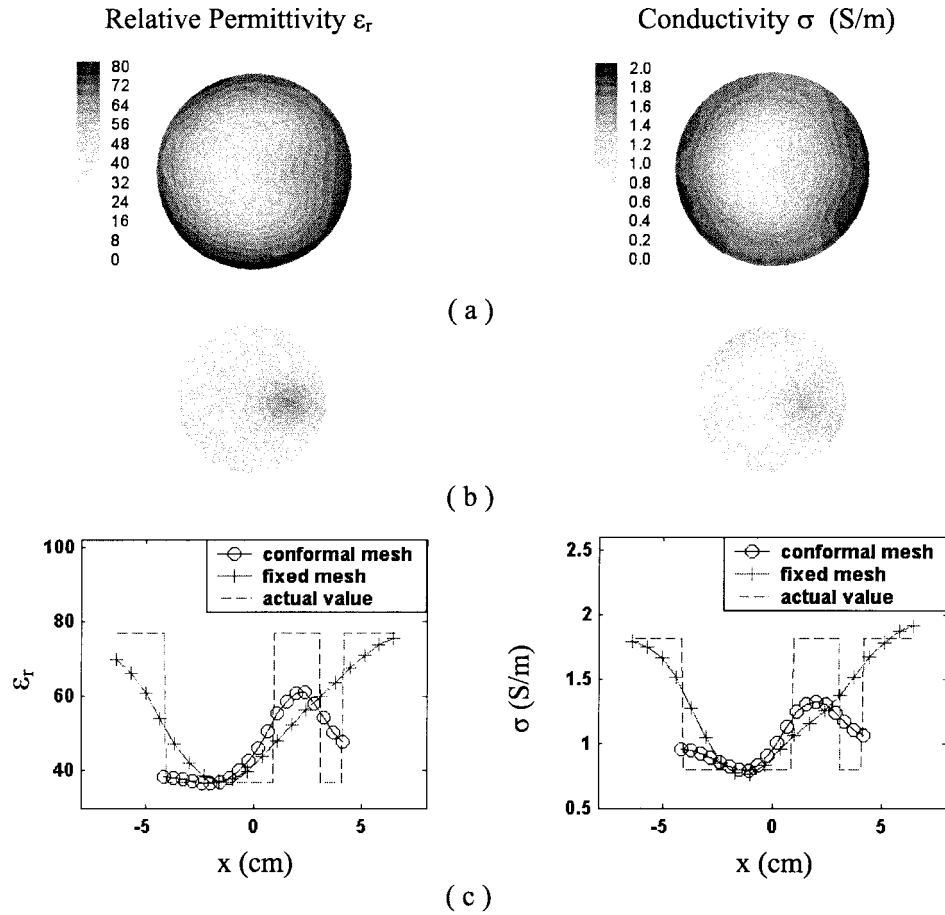 Relative Permittivity εr
Conductivity σ (S/m)
80
72
64
56
48
40
32
24
16
8
0
2.0
1.8
1.6
1.4
1.2
1.0
0.8
0.6
0.4
0.2
0.0
( a )
( b )
100
80
60
40
εr
conformal mesh
fixed mesh
actual value
-5
0
5
x (cm)
2.5
2
1.5
1
0.5
σ (S/m)
conformal mesh
fixed mesh
actual value
-5
0
5
x (cm)
( c )